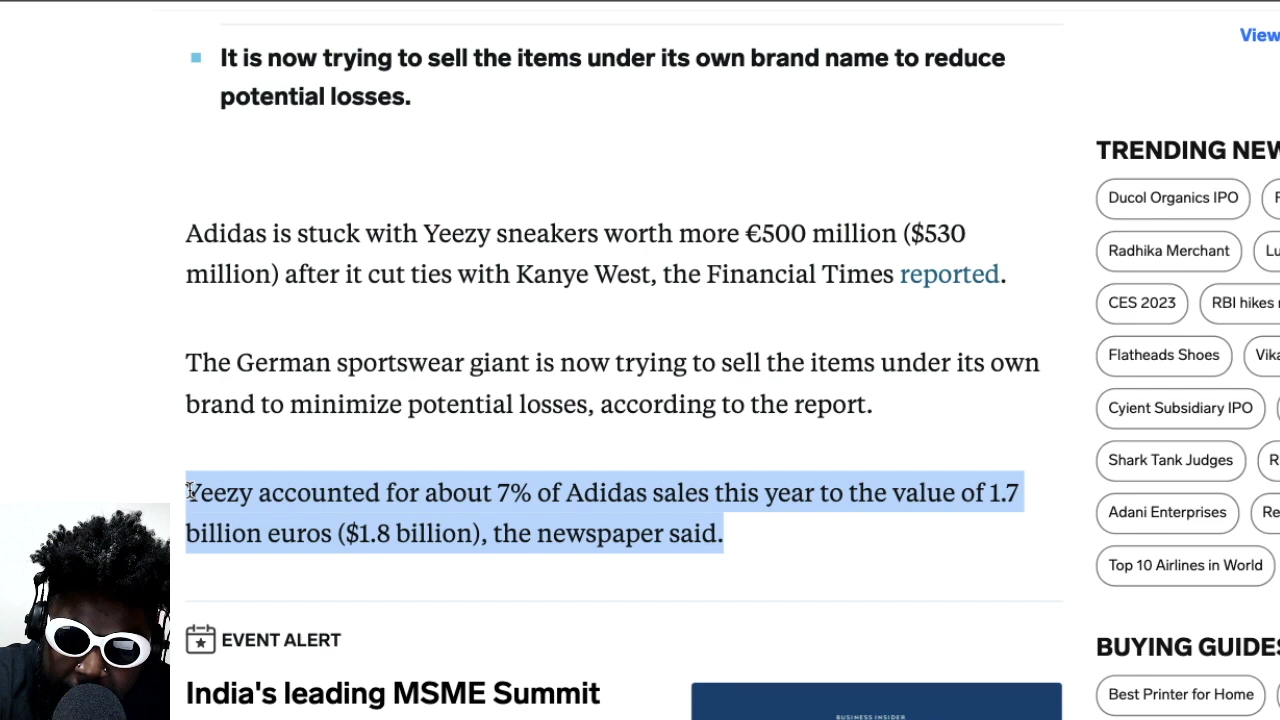 It is now trying to sell the items under its own brand name to reduce
potential losses.
View
Adidas is stuck with Yeezy sneakers worth more €500 million ($530
million) after it cut ties with Kanye West, the Financial Times reported.
The German sportswear giant is now trying to sell the items under its own
brand to minimize potential losses, according to the report.
Yeezy accounted for about 7% of Adidas sales this year to the value of 1.7
billion euros ($1.8 billion), the newspaper said.
EVENT ALERT
India's leading MSME Summit
BUSINESS INSIDER
TRENDING NEW
Ducol Organics IPO
Radhika Merchant
CES 2023
RBI hikes
Flatheads Shoes
Cyient Subsidiary IPO
Shark Tank Judges
Adani Enterprises
Top 10 Airlines in World
BUYING GUIDES
Best Printer for Home